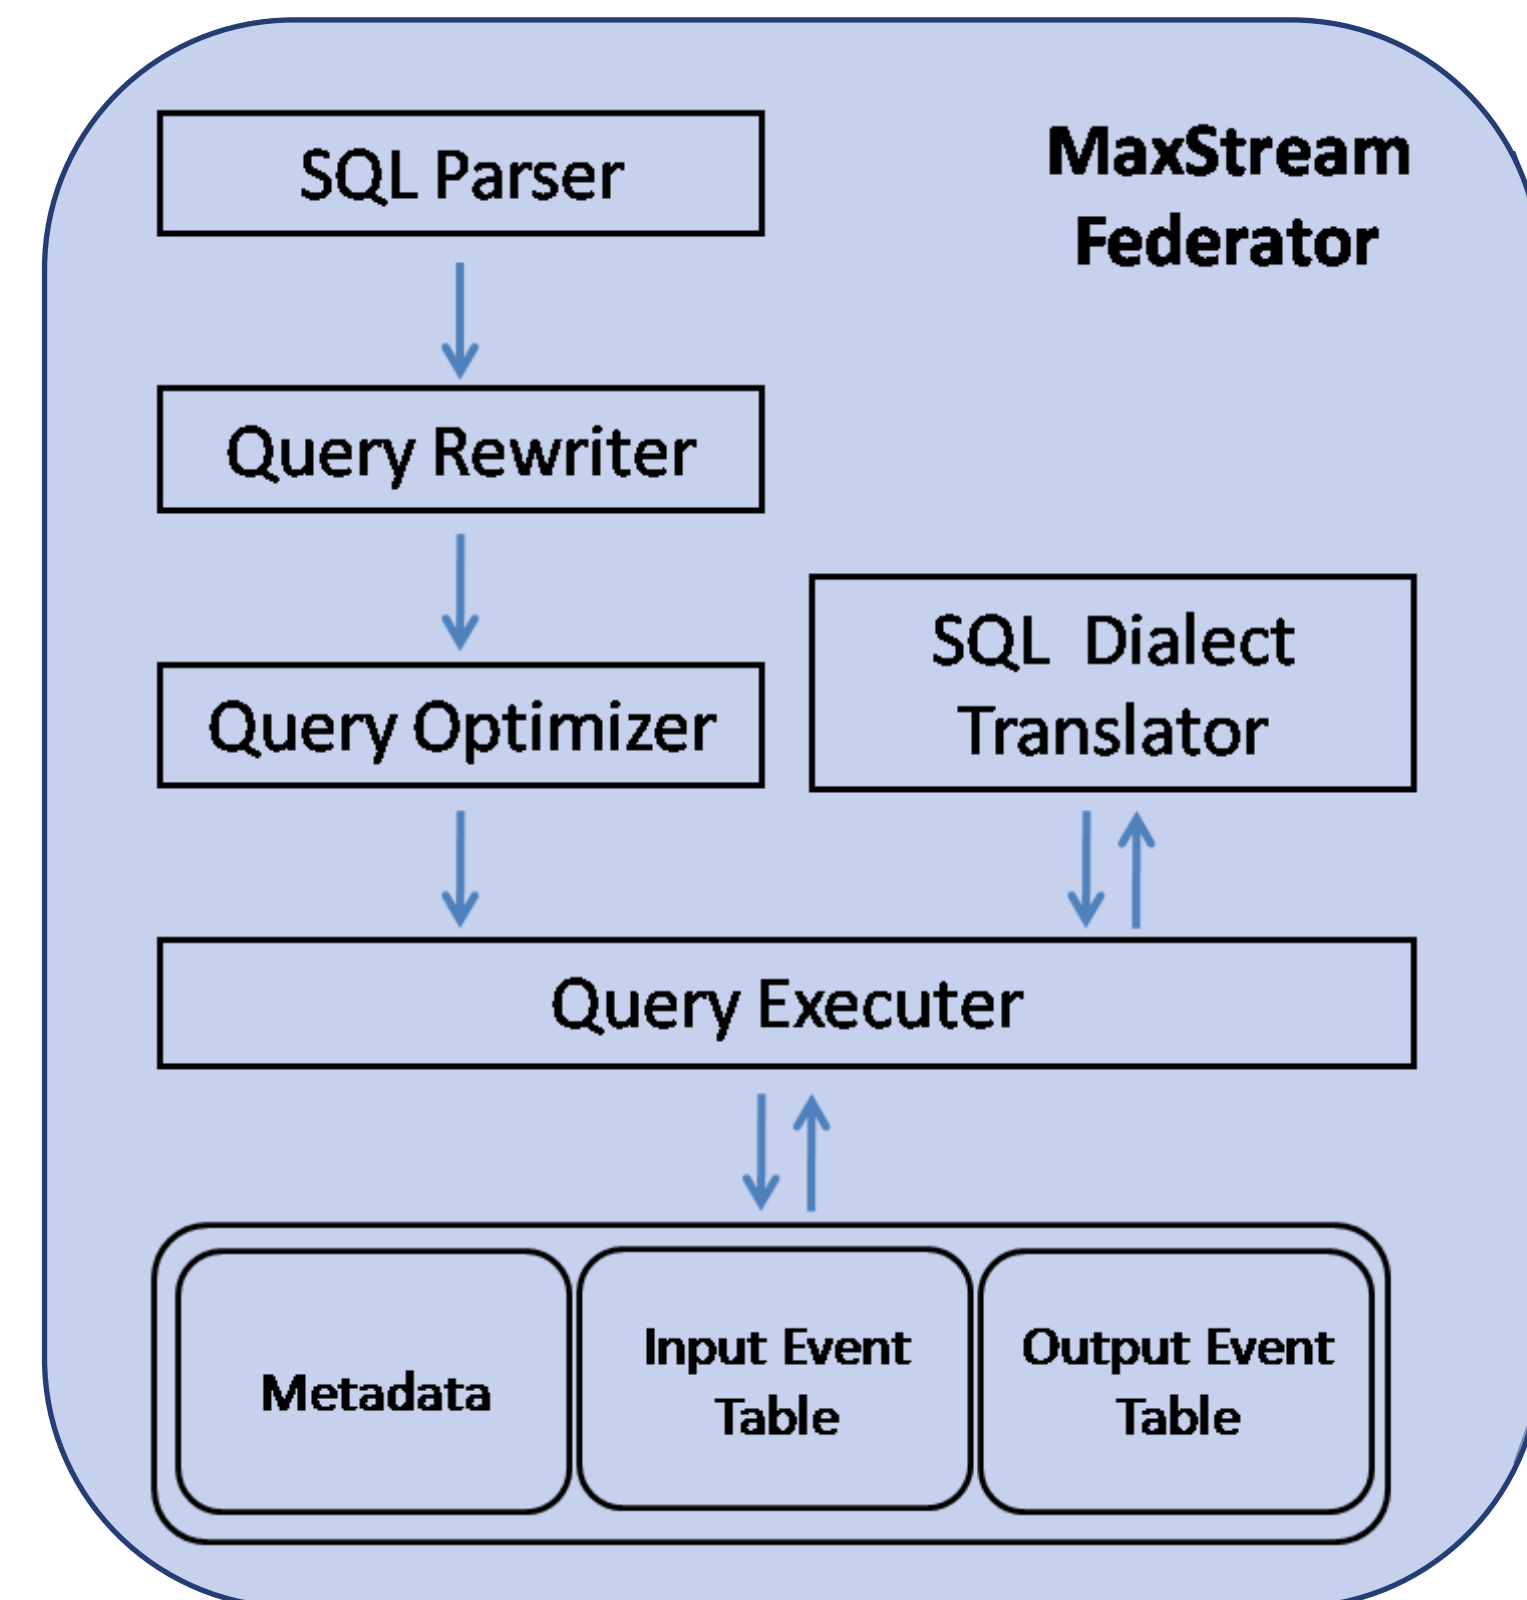 SQL Parser
MaxStream
Federator
Query Rewriter
Query Optimizer
SQL Dialect
Translator
Query Executer
Metadata
Input Event
Table
Output Event
Table